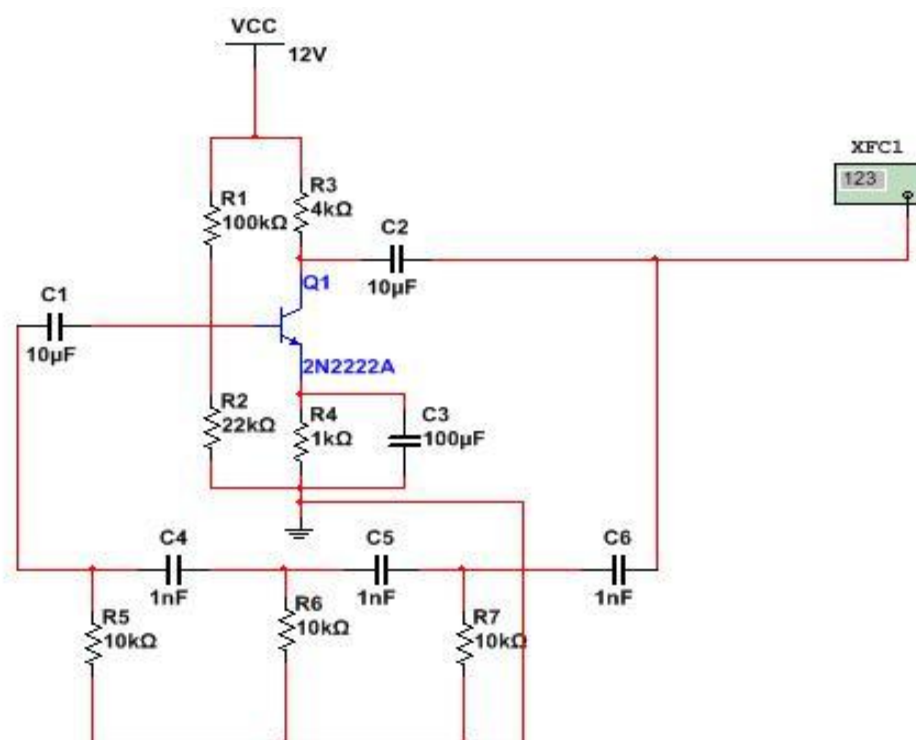 VCC
12V
XFC1
123
R1
100kΩ
R3
4kΩ
C2
10µF
Q1
2N2222A
C1
10µF
R2
22kΩ
R4
1kΩ
C3
100µF
C4
1nF
C5
1nF
C6
1nF
R5
10kΩ
R6
10kΩ
R7
10kΩ